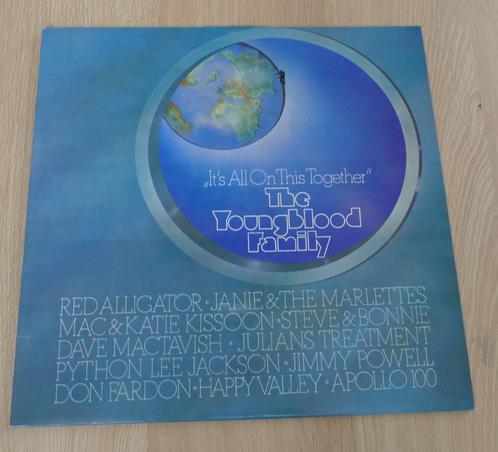 „It's All On This Together"
The
Youngblood
Family
RED ALLIGATOR • JANIE & THE MARLETTES
MAC & KATIE KISSOON • STEVE & BONNIE
DAVE MACTAVISH • JULIANS TREATMENT
PYTHON LEE JACKSON • JIMMY POWELL
DON FARDON • HAPPY VALLEY • APOLLO 100